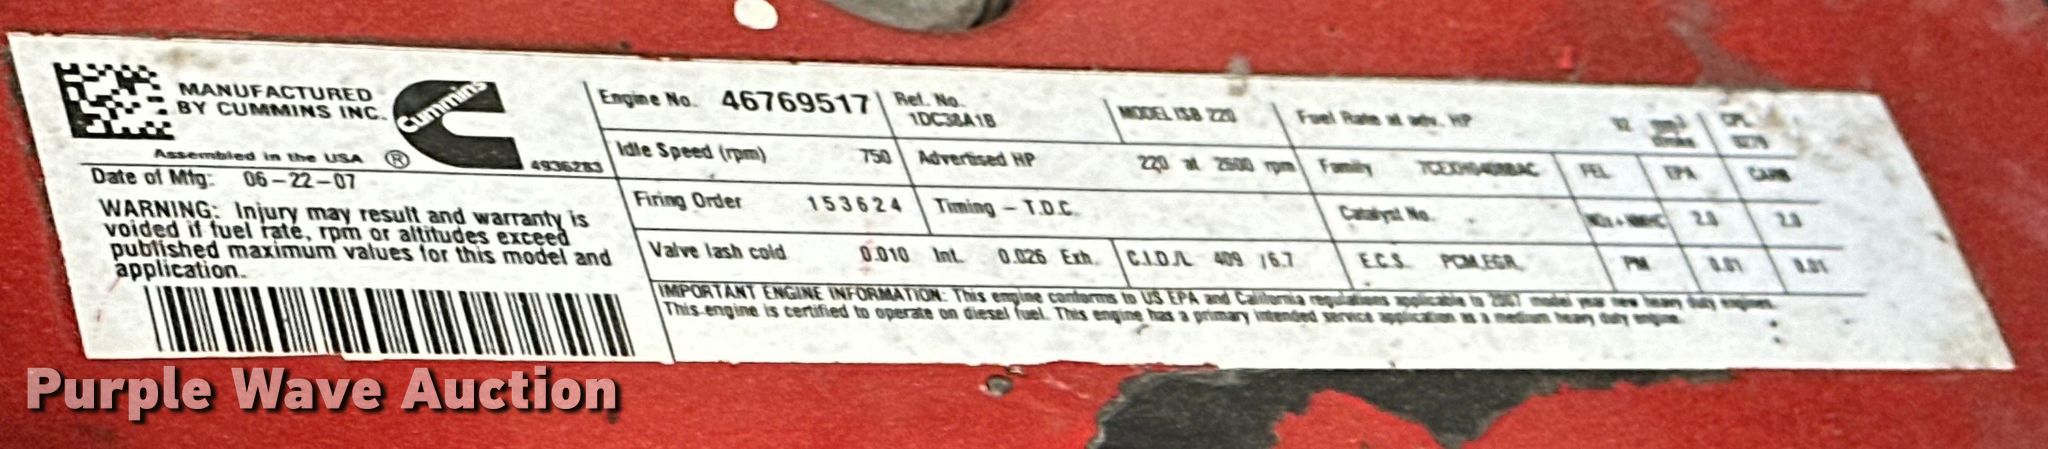 MANUFACTURED
BY CUMMINS INC.
Cummins
Assembled in the USA ®
4936283
Date of Mfg: 06-22-07
WARNING: Injury may result and warranty is
voided if fuel rate, rpm or altitudes exceed
published maximum values for this model and
application.
Engine No. 46769517 Ref. No.
1DC38A1B
MODEL ISB 220
Fuel Rate at adv. HP
CPL
Idle Speed (rpm) 750 Advertised HP 220 at 2600 rpm Family FEL EPA CARB
Firing Order 153624 Timing - T.D.C. Catalyst No. 2.8 2.8
Valve lash cold 0.010 Int. 0.026 Exh. C.I.D./L 409 /6.7 E.C.S. PCM,EGR, PM 0.01 0.01
IMPORTANT ENGINE INFORMATION: This engine conforms to US EPA and California regulations applicable to 2007 model year new heavy duty engines.
This engine is certified to operate on diesel fuel. This engine has a primary intended service application as a medium heavy duty engine.
Purple Wave Auction